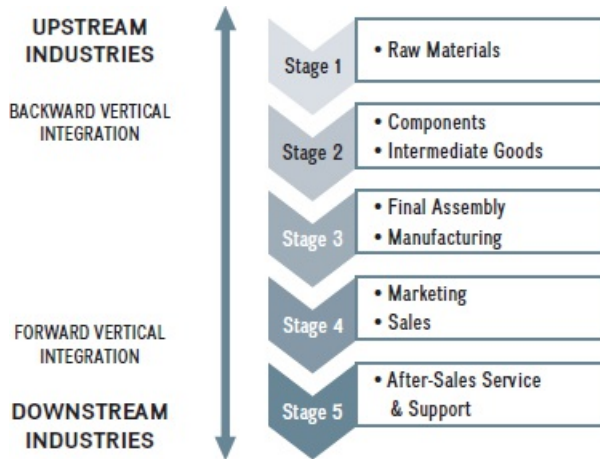 UPSTREAM
INDUSTRIES
BACKWARD VERTICAL
INTEGRATION
FORWARD VERTICAL
INTEGRATION
DOWNSTREAM
INDUSTRIES
Stage 1
• Raw Materials
Stage 2
• Components
• Intermediate Goods
Stage 3
• Final Assembly
• Manufacturing
Stage 4
• Marketing
• Sales
Stage 5
• After-Sales Service
& Support